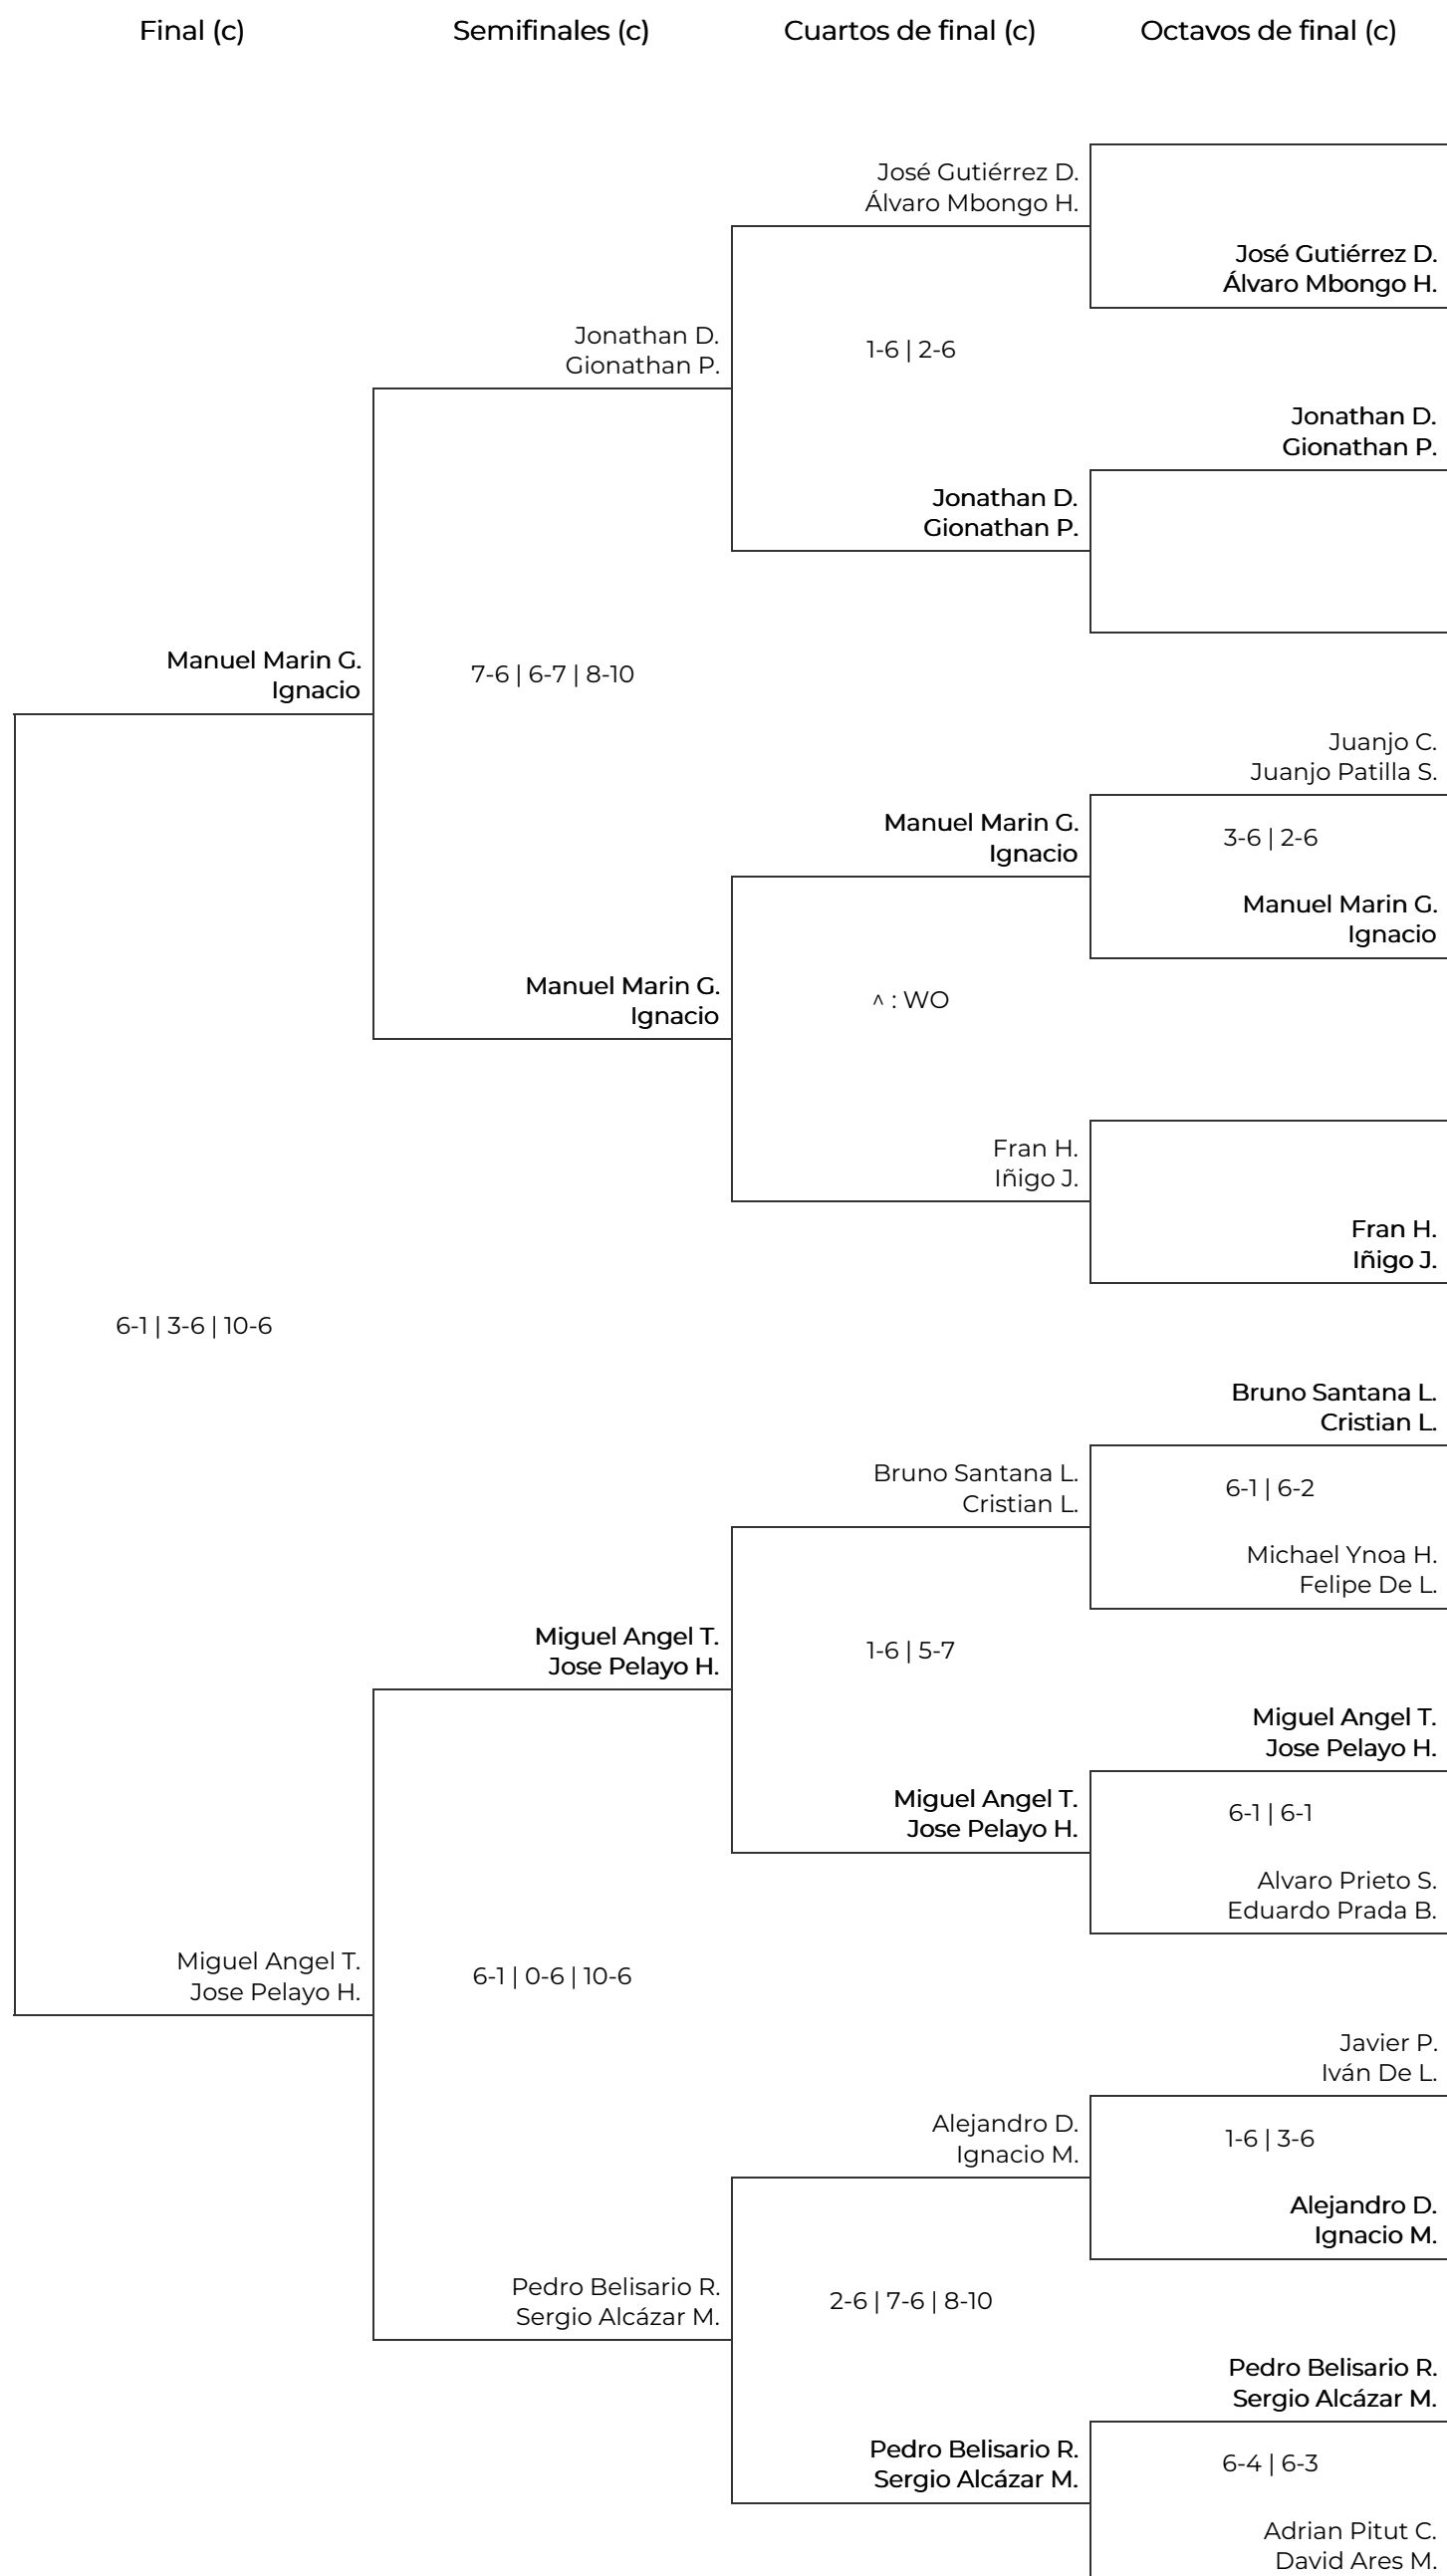 Final (c)
Semifinales (c)
Cuartos de final (c)
Octavos de final (c)
José Gutiérrez D.
Álvaro Mbongo H.
José Gutiérrez D.
Álvaro Mbongo H.
Jonathan D.
Gionathan P.
1-6 | 2-6
Jonathan D.
Gionathan P.
Jonathan D.
Gionathan P.
Manuel Marin G.
Ignacio
7-6 | 6-7 | 8-10
Juanjo C.
Juanjo Patilla S.
Manuel Marin G.
Ignacio
3-6 | 2-6
Manuel Marin G.
Ignacio
Manuel Marin G.
Ignacio
^ : WO
Fran H.
Iñigo J.
Fran H.
Iñigo J.
6-1 | 3-6 | 10-6
Bruno Santana L.
Cristian L.
Bruno Santana L.
Cristian L.
6-1 | 6-2
Michael Ynoa H.
Felipe De L.
Miguel Angel T.
Jose Pelayo H.
1-6 | 5-7
Miguel Angel T.
Jose Pelayo H.
Miguel Angel T.
Jose Pelayo H.
6-1 | 6-1
Alvaro Prieto S.
Eduardo Prada B.
Miguel Angel T.
Jose Pelayo H.
6-1 | 0-6 | 10-6
Javier P.
Iván De L.
Alejandro D.
Ignacio M.
1-6 | 3-6
Alejandro D.
Ignacio M.
Pedro Belisario R.
Sergio Alcázar M.
2-6 | 7-6 | 8-10
Pedro Belisario R.
Sergio Alcázar M.
Pedro Belisario R.
Sergio Alcázar M.
6-4 | 6-3
Adrian Pitut C.
David Ares M.